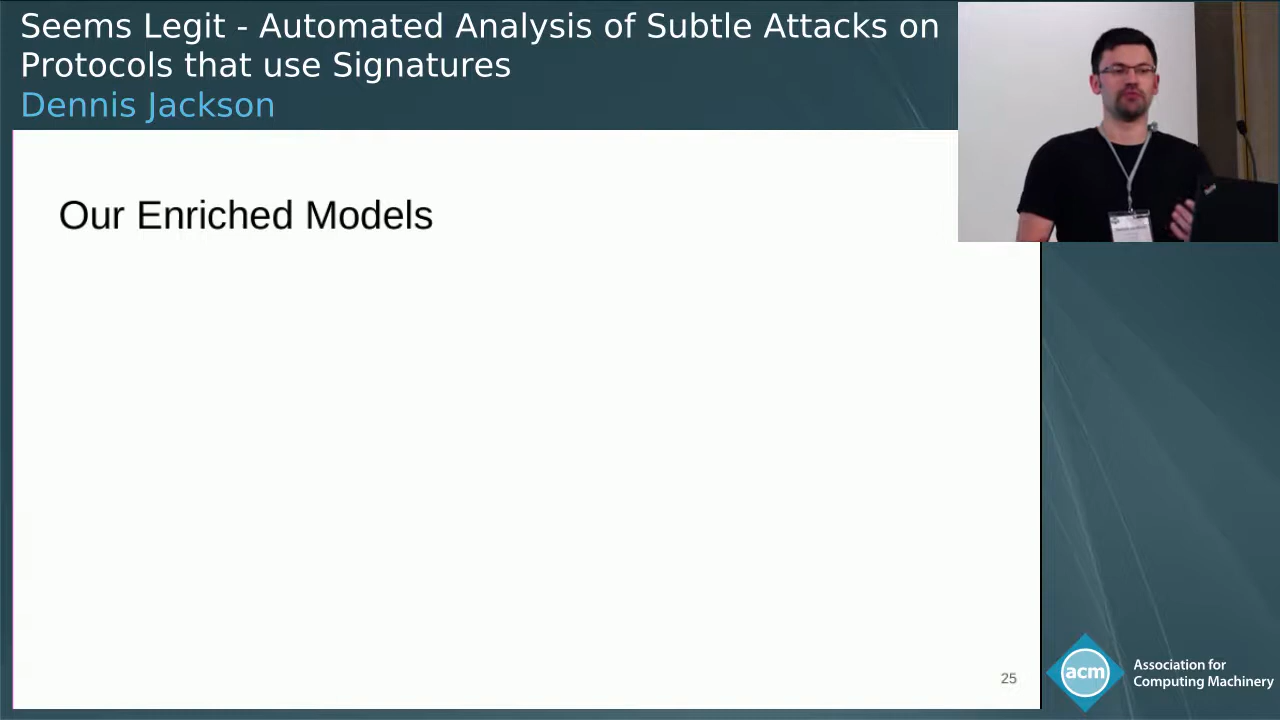 Seems Legit - Automated Analysis of Subtle Attacks on
Protocols that use Signatures
Dennis Jackson
Our Enriched Models
25
acm
Association for
Computing Machinery